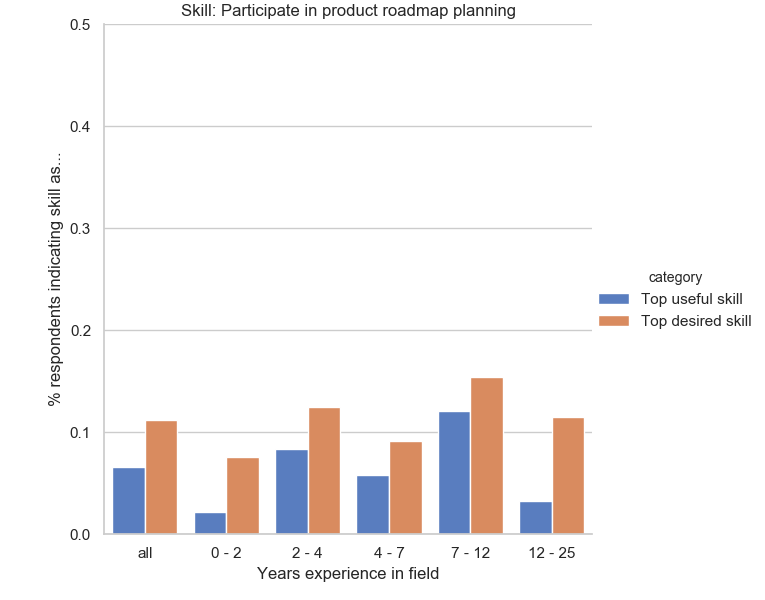 Skill: Participate in product roadmap planning
0.5
0.4
0.3
0.2
0.1
0.0
% respondents indicating skill as...
all
0 - 2
2 - 4
4 - 7
7 - 12
12 - 25
Years experience in field
category
Top useful skill
Top desired skill